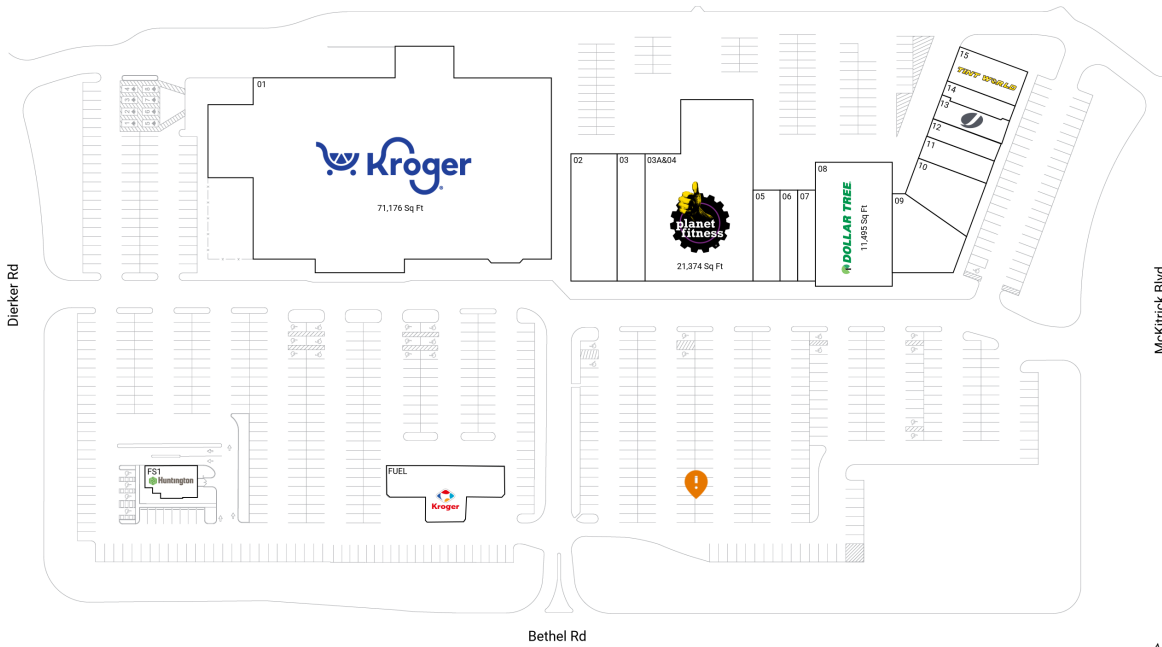 01
Kroger
71,176 Sq Ft
02
03
03A&04
planet
fitness
21,374 Sq Ft
05
06
07
08
DOLLAR TREE
11,495 Sq Ft
09
10
11
12
13
14
15
TINT WORLD
Dierker Rd
McKitrick Blvd
FS1
Huntington
FUEL
Kroger
!
Bethel Rd